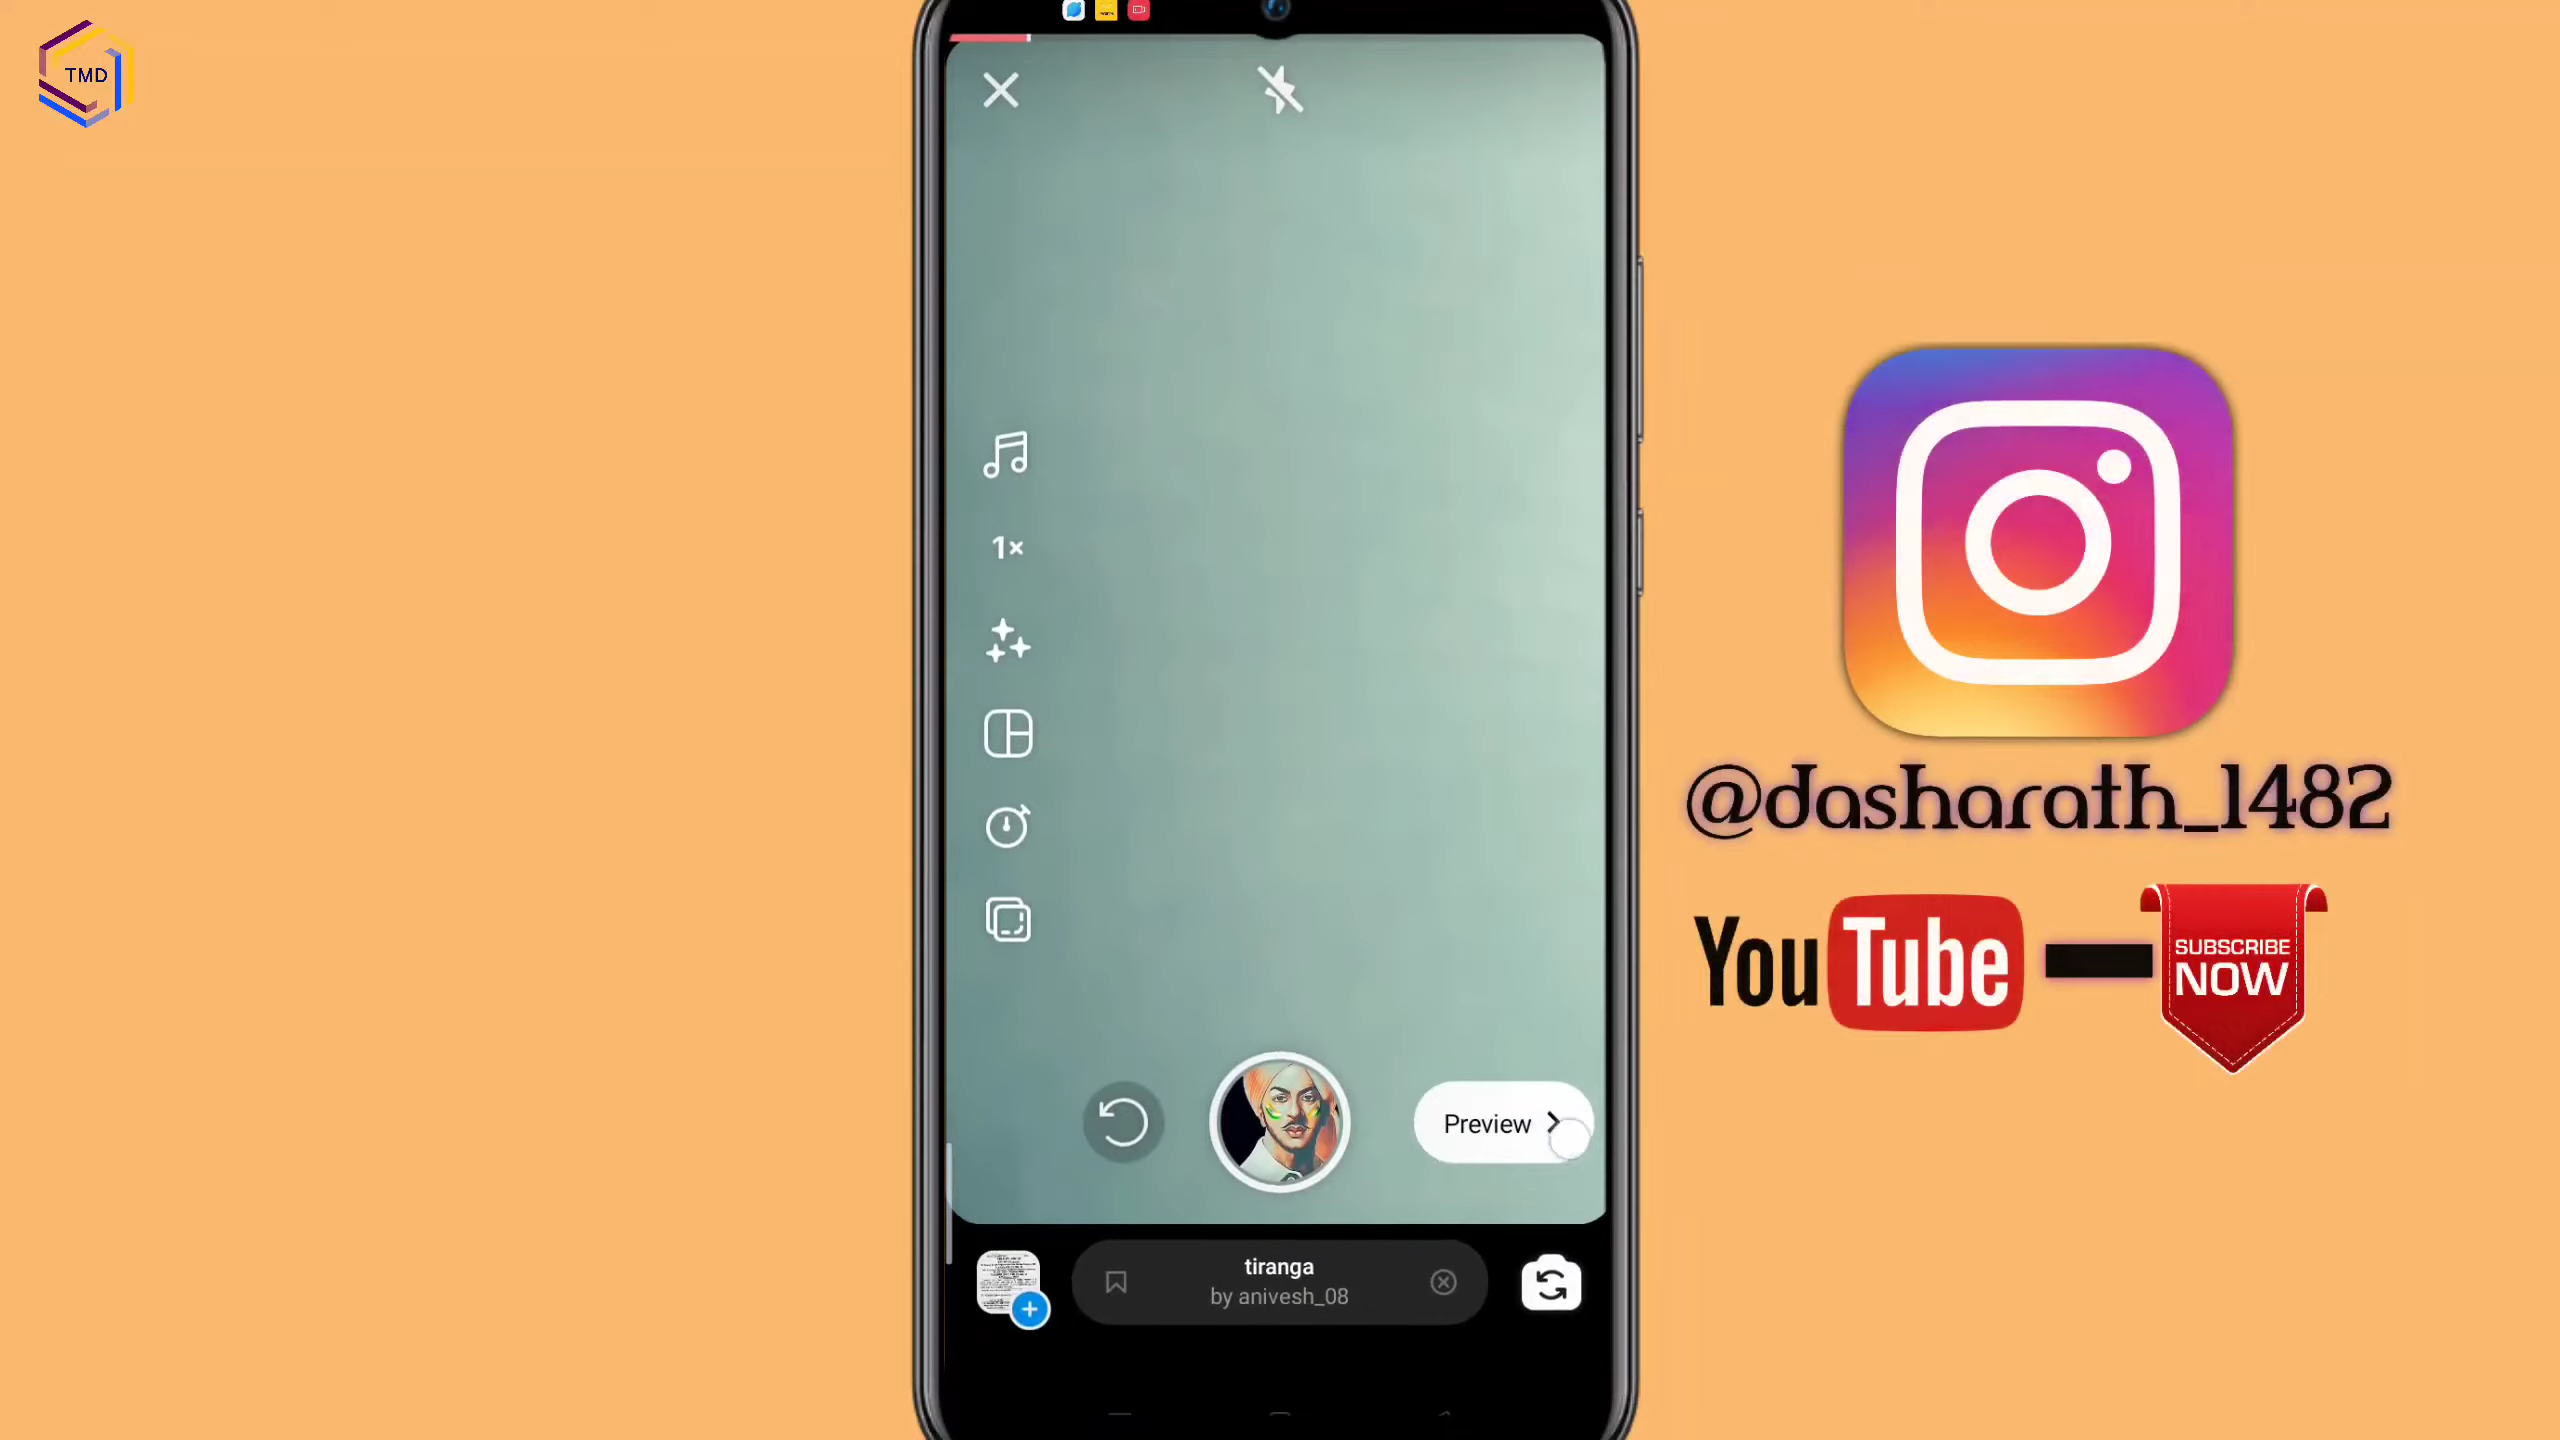 TMD
1×
Preview
tiranga
by anivesh_08
@dasharath_1482
YouTube
SUBSCRIBE
NOW